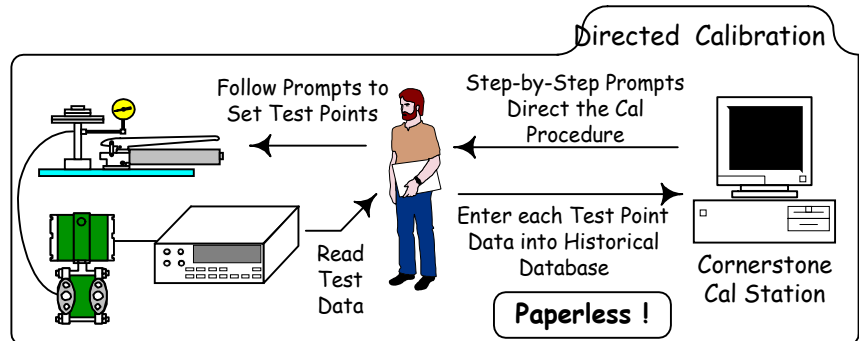 Directed Calibration
Follow Prompts to
Set Test Points
Step-by-Step Prompts
Direct the Cal
Procedure
Read
Test
Data
Enter each Test Point
Data into Historical
Database
Cornerstone
Cal Station
Paperless !